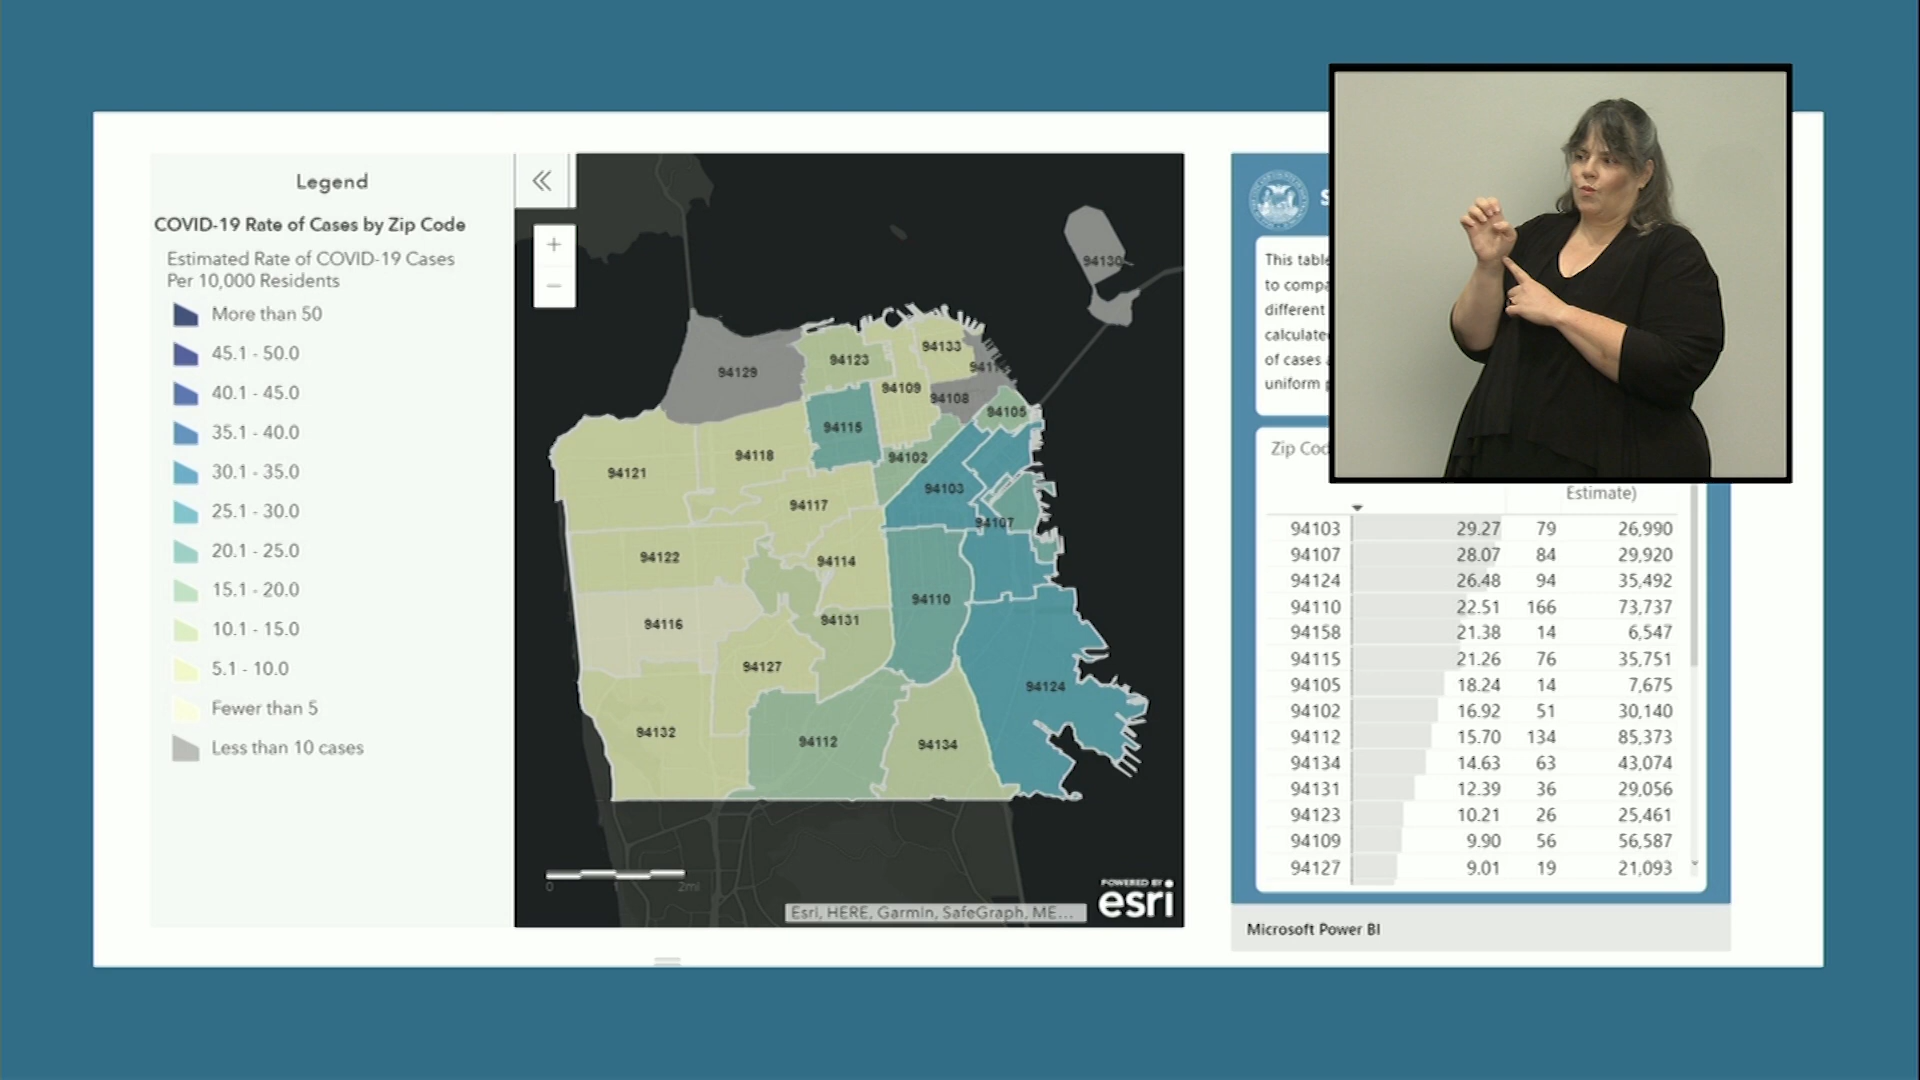 Legend
COVID-19 Rate of Cases by Zip Code
Estimated Rate of COVID-19 Cases
Per 10,000 Residents
More than 50
45.1 - 50.0
40.1 - 45.0
35.1 - 40.0
30.1 - 35.0
25.1 - 30.0
20.1 - 25.0
15.1 - 20.0
10.1 - 15.0
5.1 - 10.0
Fewer than 5
Less than 10 cases
+
−
94130
94129
94123
94133
94109
94108
94105
94115
94118
94121
94102
94103
94117
94107
94122
94114
94110
94116
94131
94127
94124
94132
94112
94134
0 1 2mi
POWERED BY
esri
Esri, HERE, Garmin, SafeGraph, ME...
This table
to compa
different
calculate
of cases
uniform
Zip Cod
Estimate)
94103 29.27 79 26,990
94107 28.07 84 29,920
94124 26.48 94 35,492
94110 22.51 166 73,737
94158 21.38 14 6,547
94115 21.26 76 35,751
94105 18.24 14 7,675
94102 16.92 51 30,140
94112 15.70 134 85,373
94134 14.63 63 43,074
94131 12.39 36 29,056
94123 10.21 26 25,461
94109 9.90 56 56,587
94127 9.01 19 21,093
Microsoft Power BI